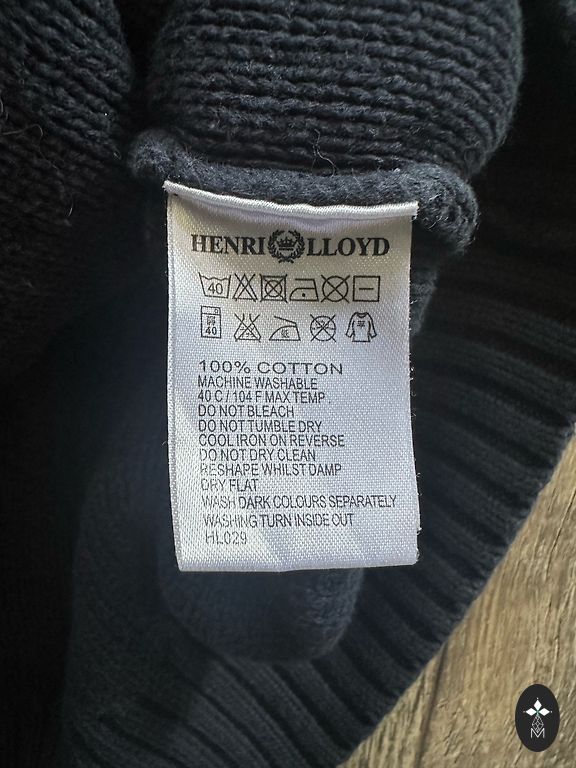 HENRI LLOYD
40
40
100% COTTON
MACHINE WASHABLE
40 C / 104 F MAX TEMP
DO NOT BLEACH
DO NOT TUMBLE DRY
COOL IRON ON REVERSE
DO NOT DRY CLEAN
RESHAPE WHILST DAMP
DRY FLAT
WASH DARK COLOURS SEPARATELY
WASHING TURN INSIDE OUT
HL029
M